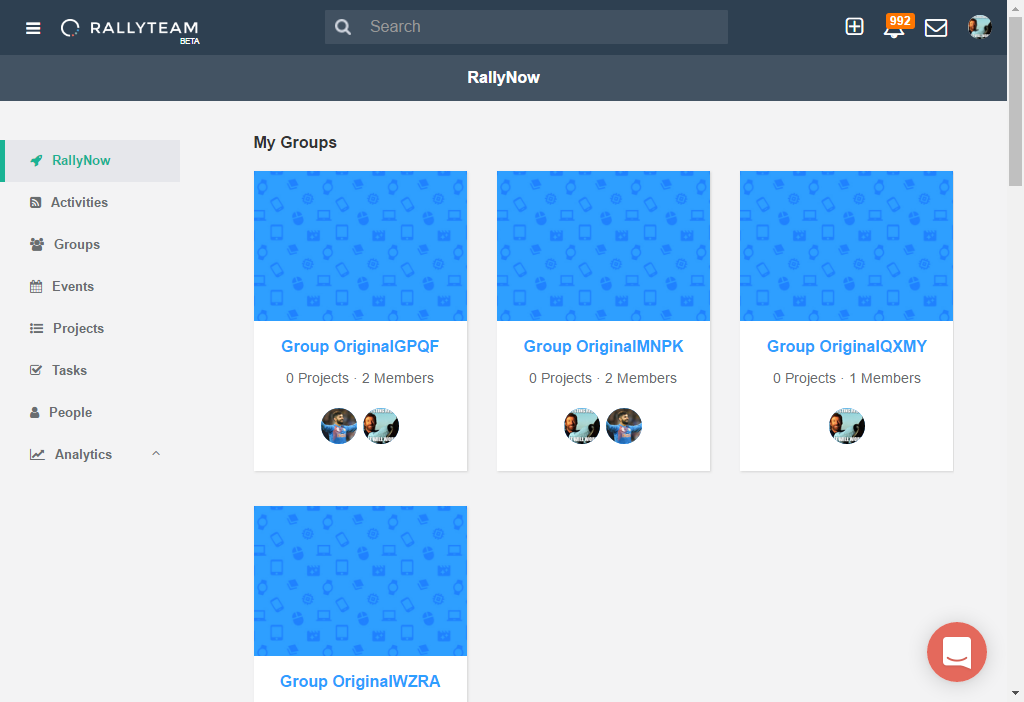 RALLYTEAM
BETA
Search
992
RallyNow
RallyNow
Activities
Groups
Events
Projects
Tasks
People
Analytics
My Groups
Group OriginalGPQF
0 Projects · 2 Members
Group OriginalMNPK
0 Projects · 2 Members
Group OriginalQXMY
0 Projects · 1 Members
Group OriginalWZRA